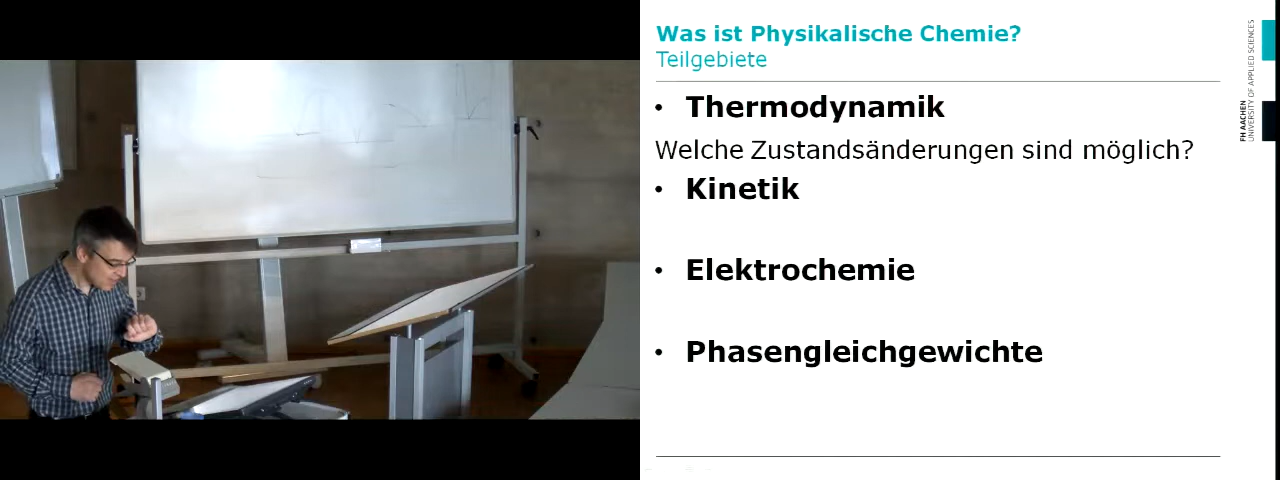 Was ist Physikalische Chemie?
Teilgebiete
• Thermodynamik
Welche Zustandsänderungen sind möglich?
• Kinetik
• Elektrochemie
• Phasengleichgewichte
FH AACHEN
UNIVERSITY OF APPLIED SCIENCES